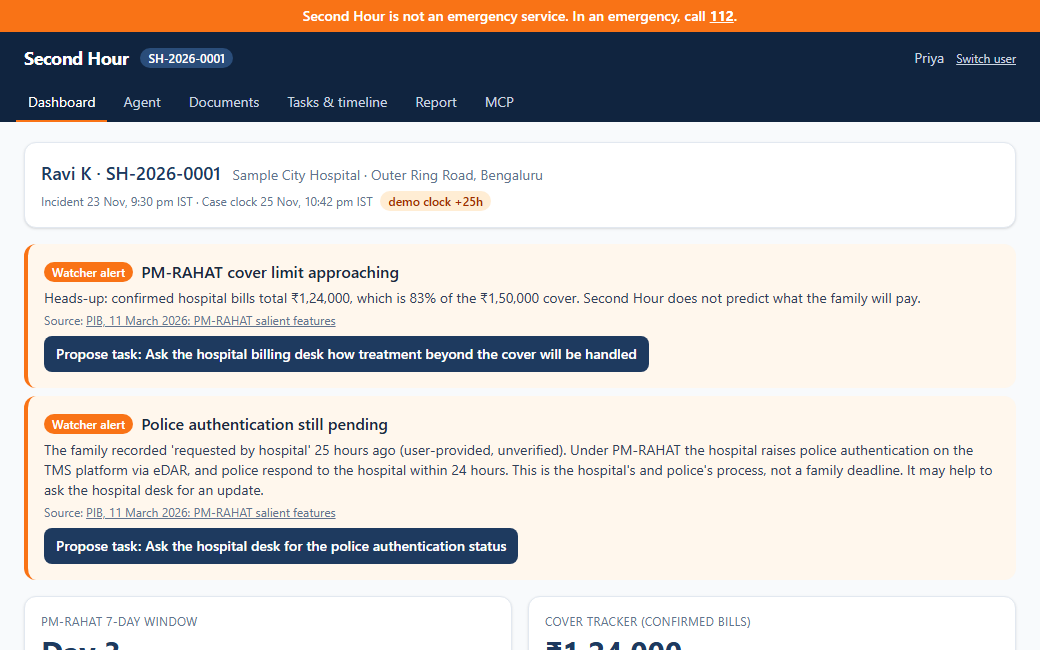 Second Hour is not an emergency service. In an emergency, call 112.
Second Hour SH-2026-0001
Priya Switch user
Dashboard Agent Documents Tasks & timeline Report MCP
Ravi K · SH-2026-0001 Sample City Hospital · Outer Ring Road, Bengaluru
Incident 23 Nov, 9:30 pm IST · Case clock 25 Nov, 10:42 pm IST demo clock +25h
Watcher alert PM-RAHAT cover limit approaching
Heads-up: confirmed hospital bills total ₹1,24,000, which is 83% of the ₹1,50,000 cover. Second Hour does not predict what the family will pay.
Source: PIB, 11 March 2026: PM-RAHAT salient features
Propose task: Ask the hospital billing desk how treatment beyond the cover will be handled
Watcher alert Police authentication still pending
The family recorded 'requested by hospital' 25 hours ago (user-provided, unverified). Under PM-RAHAT the hospital raises police authentication on the
TMS platform via eDAR, and police respond to the hospital within 24 hours. This is the hospital's and police's process, not a family deadline. It may help to
ask the hospital desk for an update.
Source: PIB, 11 March 2026: PM-RAHAT salient features
Propose task: Ask the hospital desk for the police authentication status
PM-RAHAT 7-DAY WINDOW
COVER TRACKER (CONFIRMED BILLS)
₹1,24,000